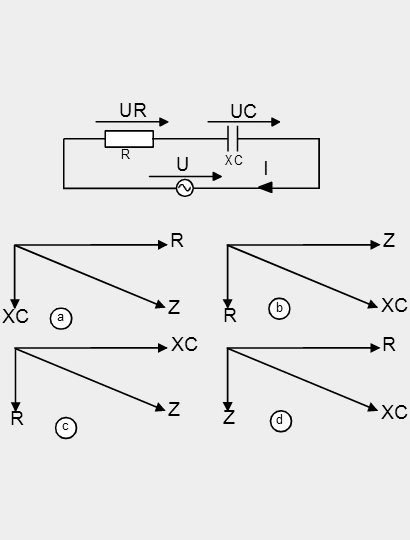 UR UC
R XC
U I
R Z
XC Z R XC
a b
XC R
R Z Z XC
c d